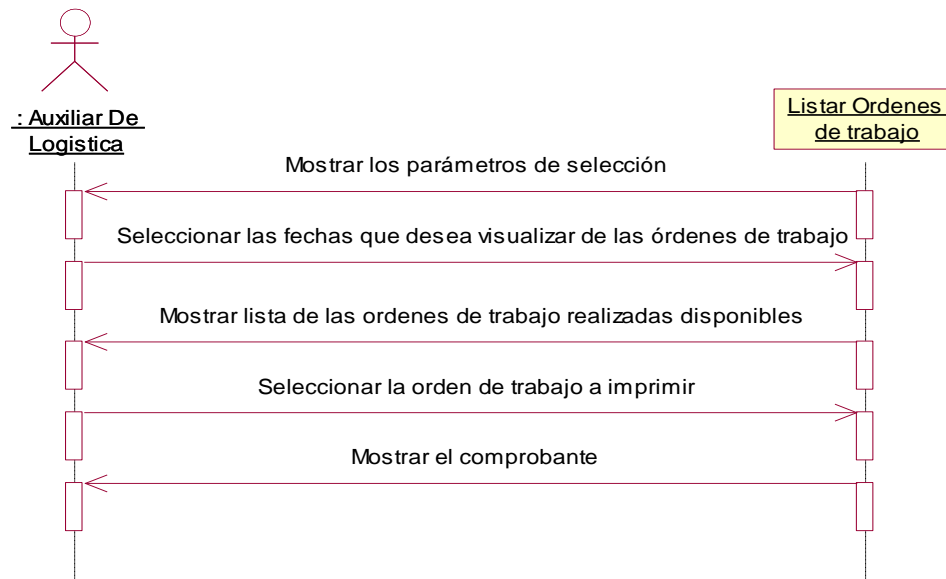 : Auxiliar De
Logistica
Listar Ordenes
de trabajo
Mostrar los parámetros de selección
Seleccionar las fechas que desea visualizar de las órdenes de trabajo
Mostrar lista de las ordenes de trabajo realizadas disponibles
Seleccionar la orden de trabajo a imprimir
Mostrar el comprobante